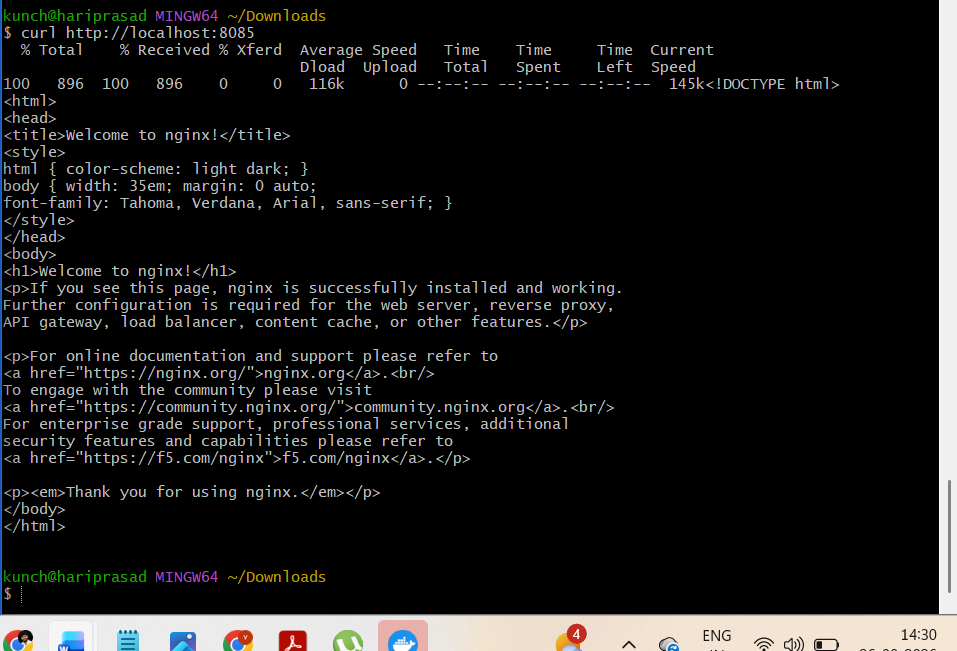 kunch@hariprasad MINGW64 ~/Downloads
$ curl http://localhost:8085
  % Total    % Received % Xferd  Average Speed   Time    Time     Time  Current
                                 Dload  Upload   Total   Spent    Left  Speed
100   896  100   896    0     0   116k      0 --:--:-- --:--:-- --:--:--  145k<!DOCTYPE html>
<html>
<head>
<title>Welcome to nginx!</title>
<style>
html { color-scheme: light dark; }
body { width: 35em; margin: 0 auto;
font-family: Tahoma, Verdana, Arial, sans-serif; }
</style>
</head>
<body>
<h1>Welcome to nginx!</h1>
<p>If you see this page, nginx is successfully installed and working.
Further configuration is required for the web server, reverse proxy,
API gateway, load balancer, content cache, or other features.</p>

<p>For online documentation and support please refer to
<a href="https://nginx.org/">nginx.org</a>.<br/>
To engage with the community please visit
<a href="https://community.nginx.org/">community.nginx.org</a>.<br/>
For enterprise grade support, professional services, additional
security features and capabilities please refer to
<a href="https://f5.com/nginx">f5.com/nginx</a>.</p>

<p><em>Thank you for using nginx.</em></p>
</body>
</html>

kunch@hariprasad MINGW64 ~/Downloads
$
4
ENG
14:30